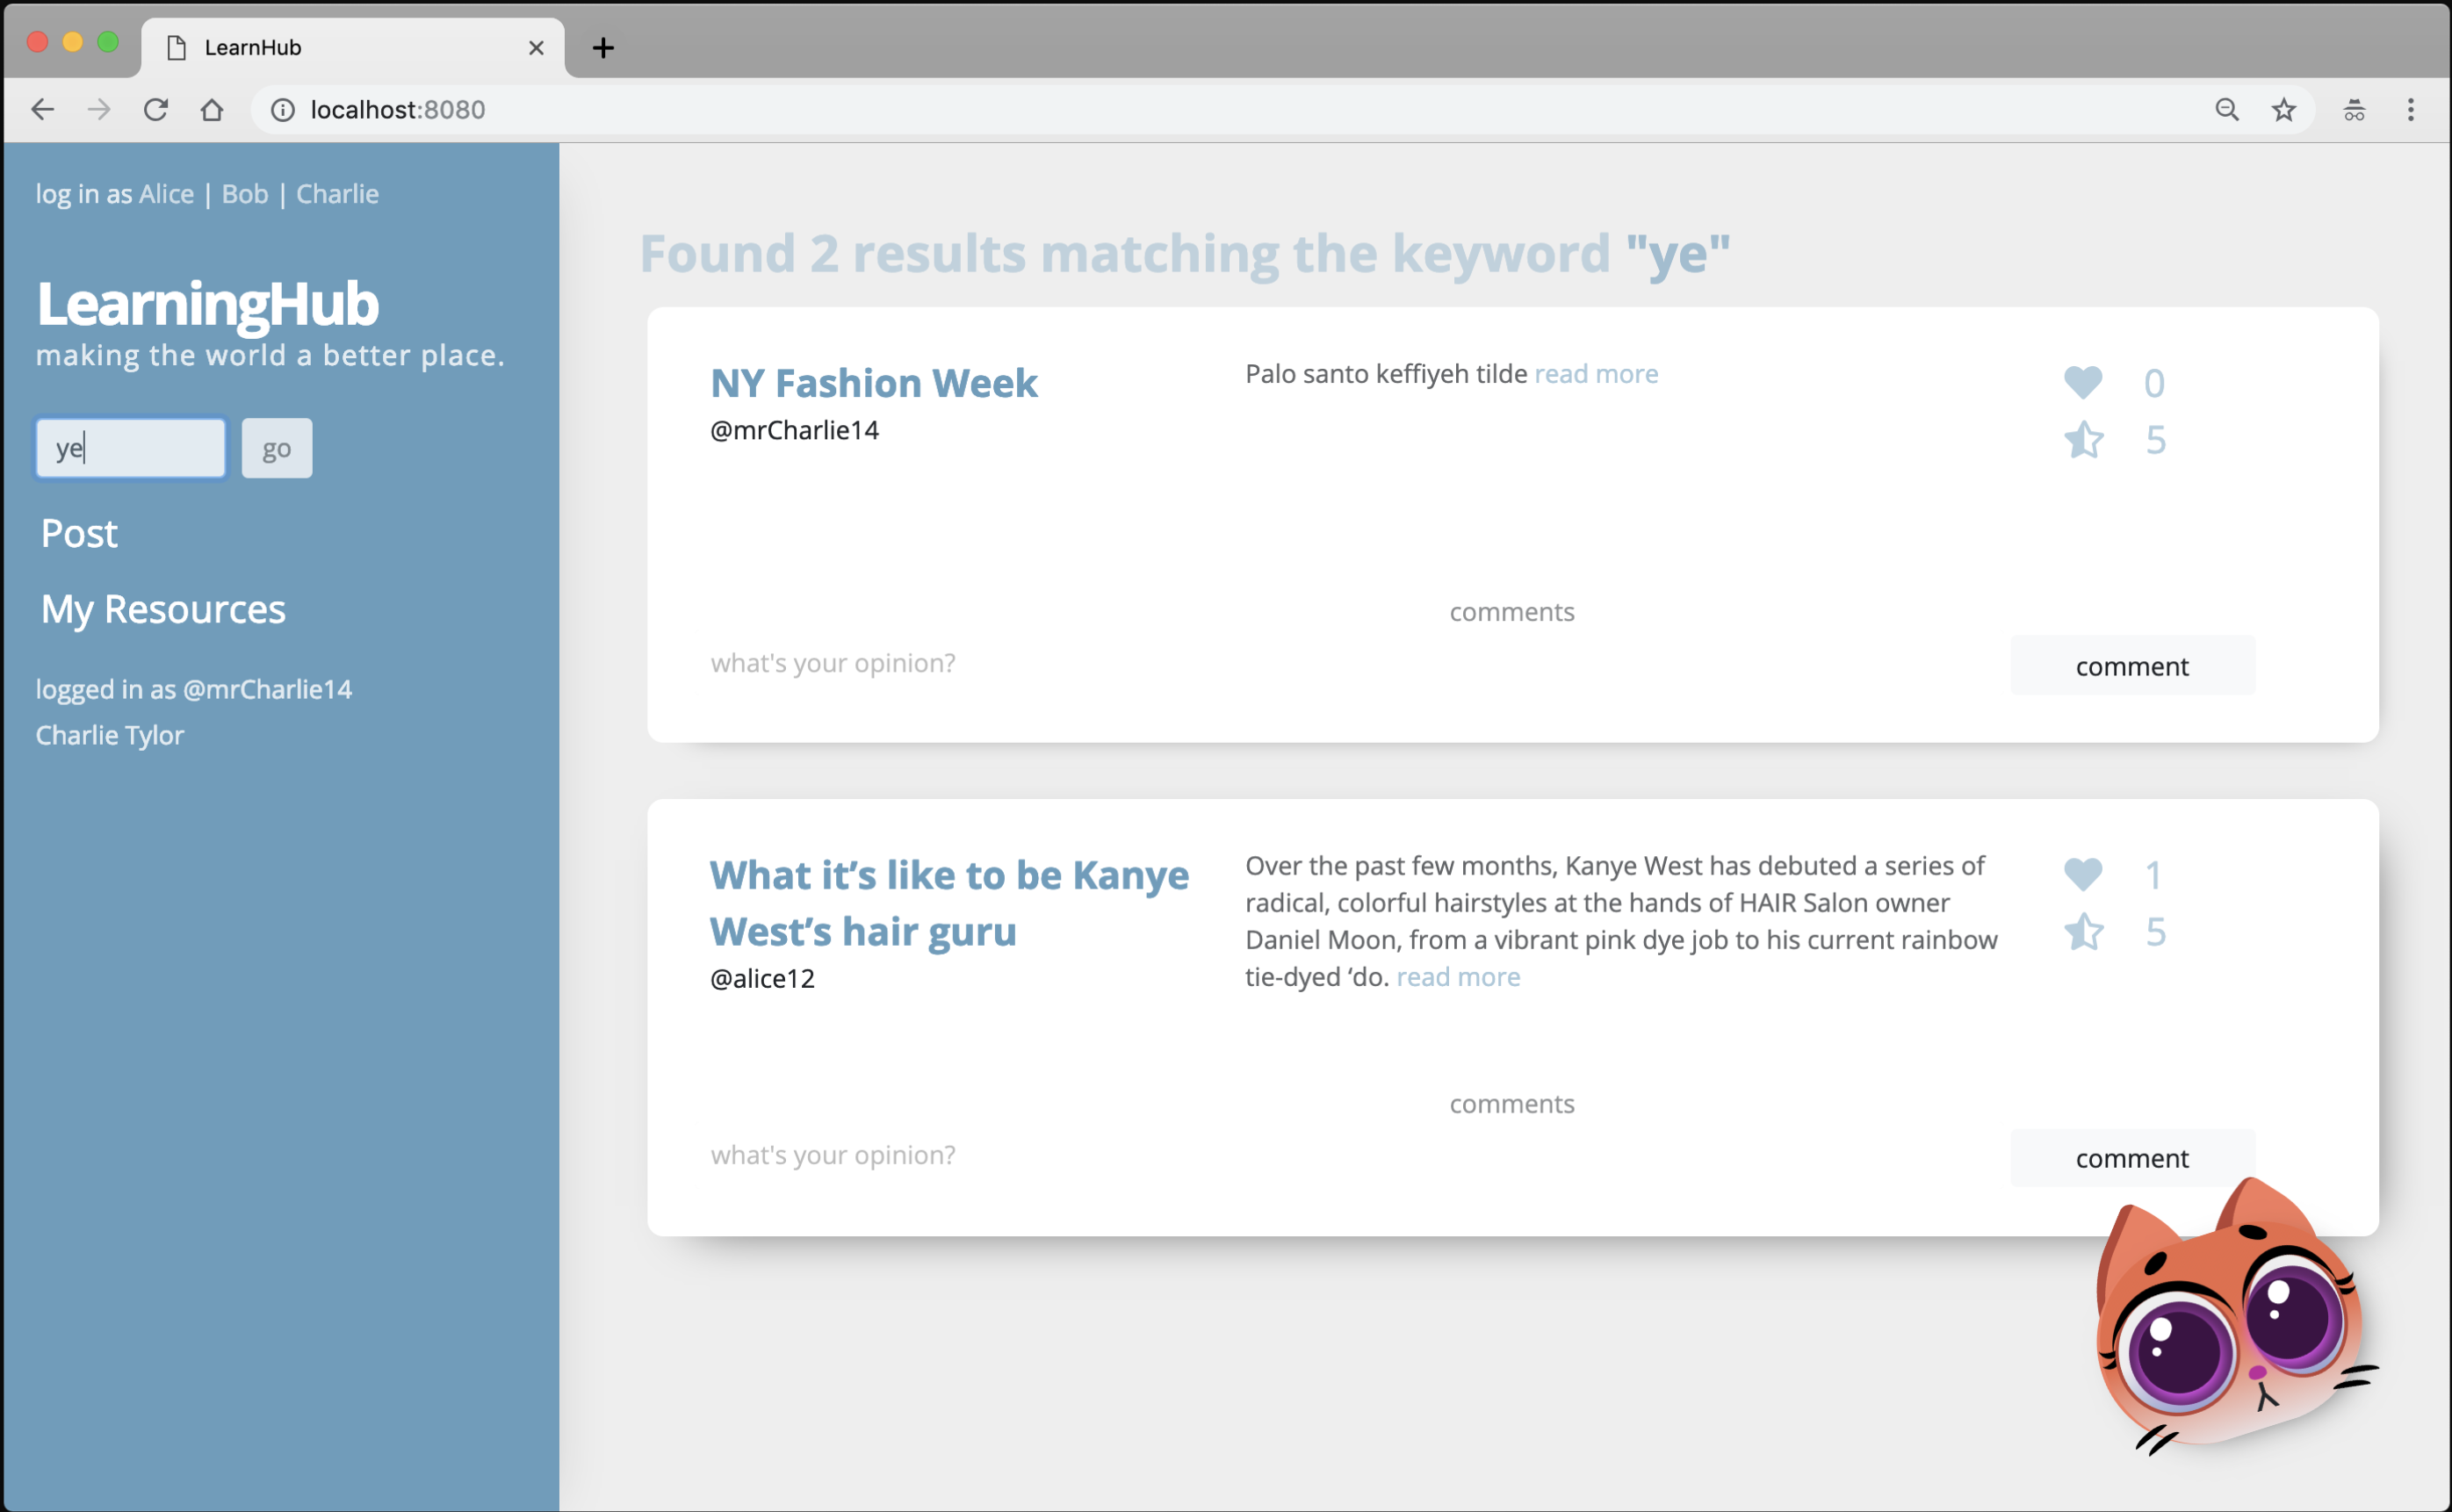 LearnHub
localhost:8080
log in as Alice | Bob | Charlie
LearningHub
making the world a better place.
ye
go
Post
My Resources
logged in as @mrCharlie14
Charlie Tylor
Found 2 results matching the keyword "ye"
NY Fashion Week
@mrCharlie14
Palo santo keffiyeh tilde read more
0
5
comments
what's your opinion?
comment
What it’s like to be Kanye
West’s hair guru
@alice12
Over the past few months, Kanye West has debuted a series of
radical, colorful hairstyles at the hands of HAIR Salon owner
Daniel Moon, from a vibrant pink dye job to his current rainbow
tie-dyed ‘do. read more
1
5
comments
what's your opinion?
comment